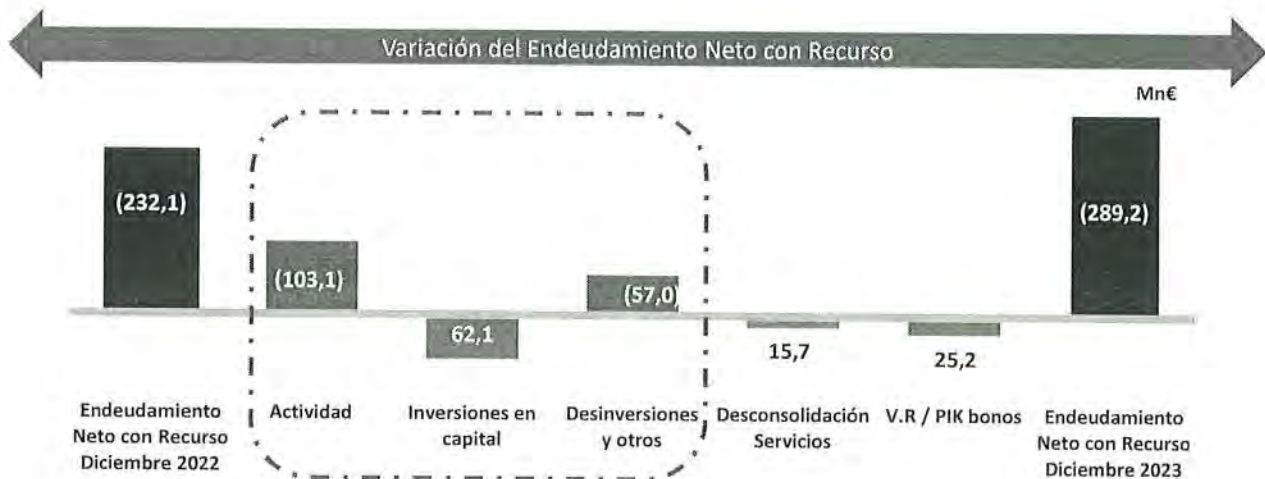 Variación del Endeudamiento Neto con Recurso
Mn€
(232,1)
(103,1)
62,1
(57,0)
15,7
25,2
(289,2)
Endeudamiento
Neto con Recurso
Diciembre 2022
Actividad
Inversiones en
capital
Desinversiones
y otros
Desconsolidación
Servicios
V.R / PIK bonos
Endeudamiento
Neto con Recurso
Diciembre 2023